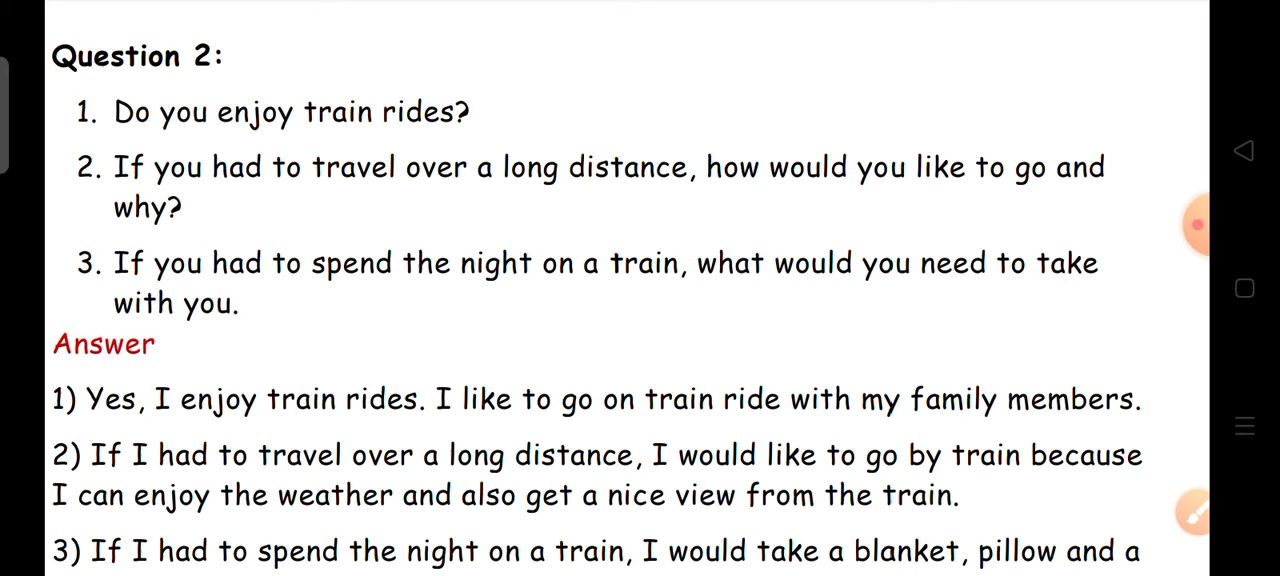 Question 2:
1. Do you enjoy train rides?
2. If you had to travel over a long distance, how would you like to go and
why?
3. If you had to spend the night on a train, what would you need to take
with you.
Answer
1) Yes, I enjoy train rides. I like to go on train ride with my family members.
2) If I had to travel over a long distance, I would like to go by train because
I can enjoy the weather and also get a nice view from the train.
3) If I had to spend the night on a train, I would take a blanket, pillow and a